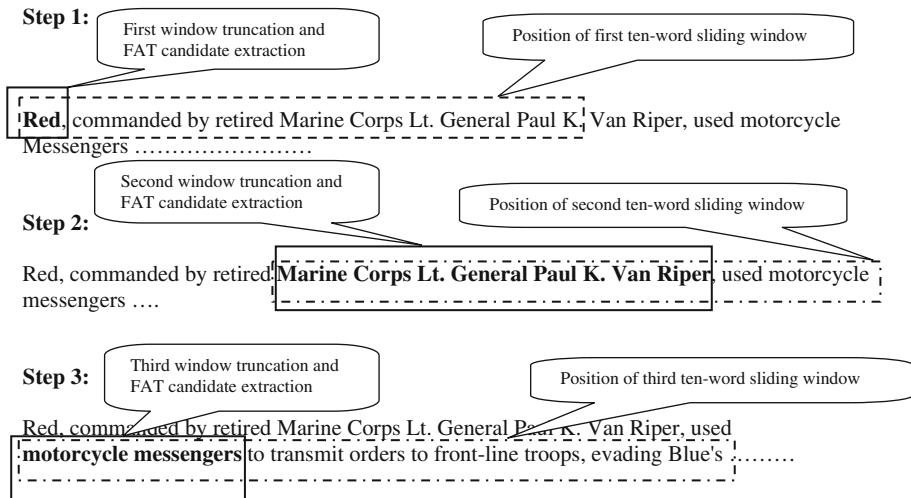 Step 1:
First window truncation and
FAT candidate extraction
Position of first ten-word sliding window
Red, commanded by retired Marine Corps Lt. General Paul K. Van Riper, used motorcycle
Messengers ……………………
Second window truncation and
FAT candidate extraction
Position of second ten-word sliding window
Step 2:
Red, commanded by retired Marine Corps Lt. General Paul K. Van Riper, used motorcycle
messengers ….
Third window truncation and
FAT candidate extraction
Position of third ten-word sliding window
Step 3:
Red, commanded by retired Marine Corps Lt. General Paul K. Van Riper, used
motorcycle messengers to transmit orders to front-line troops, evading Blue's ………